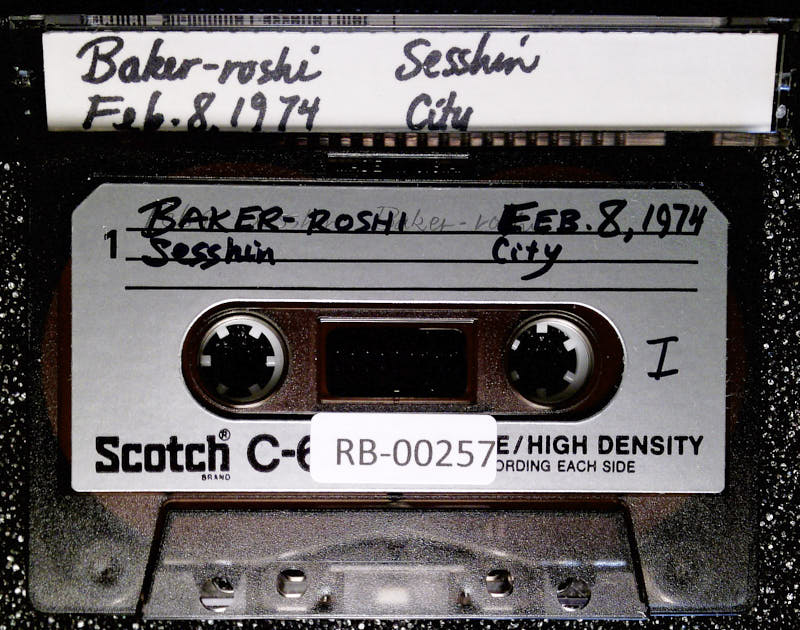 Baker-roshi Sesshin
Feb. 8, 1974 City
BAKER-ROSHI FEB. 8, 1974
1 Sesshin City
I
Scotch® C-6 E/HIGH DENSITY
BRAND ORDING EACH SIDE
RB-00257